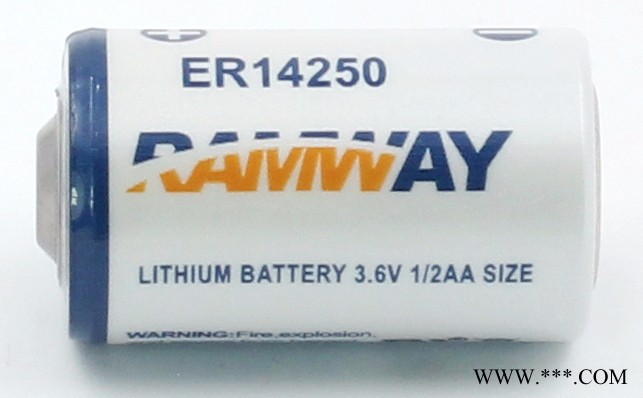 ER14250
RAMWAY
LITHIUM BATTERY 3.6V 1/2AA SIZE
WARNING:Fire,explosion.
WWW.***.COM